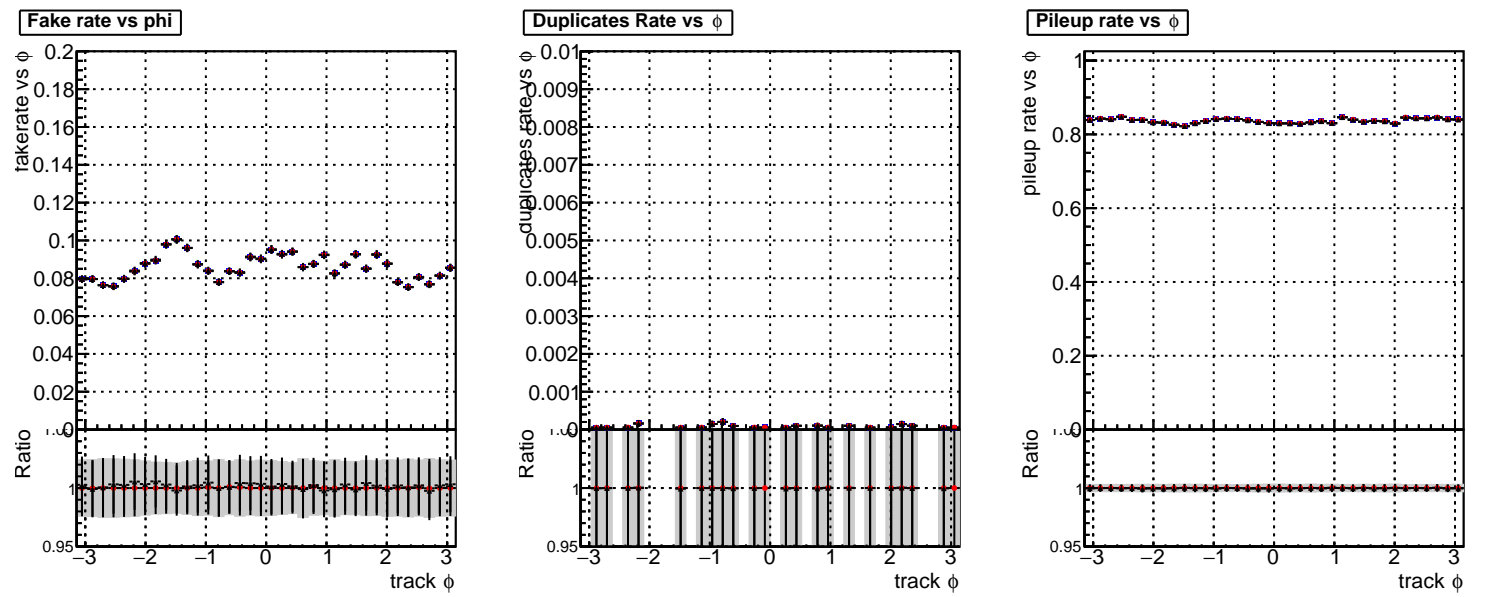 Fake rate vs phi
fakerate vs ϕ
0.2
0.18
0.16
0.14
0.12
0.1
0.08
0.06
0.04
0.02
0
Ratio
1
0.95
−3 −2 −1 0 1 2 3
track ϕ
Duplicates Rate vs ϕ
duplicates rate vs ϕ
0.01
0.009
0.008
0.007
0.006
0.005
0.004
0.003
0.002
0.001
0
Ratio
1
0.95
−3 −2 −1 0 1 2 3
track ϕ
Pileup rate vs ϕ
pileup rate vs ϕ
1
0.8
0.6
0.4
0.2
0
Ratio
1
0.95
−3 −2 −1 0 1 2 3
track ϕ